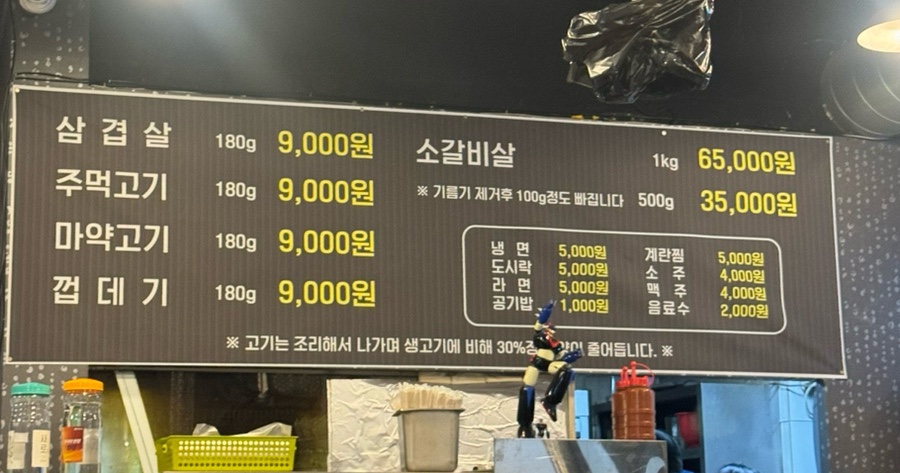 삼겹살 180g 9,000원
주먹고기 180g 9,000원
마약고기 180g 9,000원
껍데기 180g 9,000원
소갈비살 1kg 65,000원
※ 기름기 제거후 100g정도 빠집니다 500g 35,000원
냉면 5,000원
도시락 5,000원
라면 5,000원
공기밥 1,000원
계란찜 5,000원
소주 4,000원
맥주 4,000원
음료수 2,000원
※ 고기는 조리해서 나가며 생고기에 비해 30% 줄어듭니다. ※